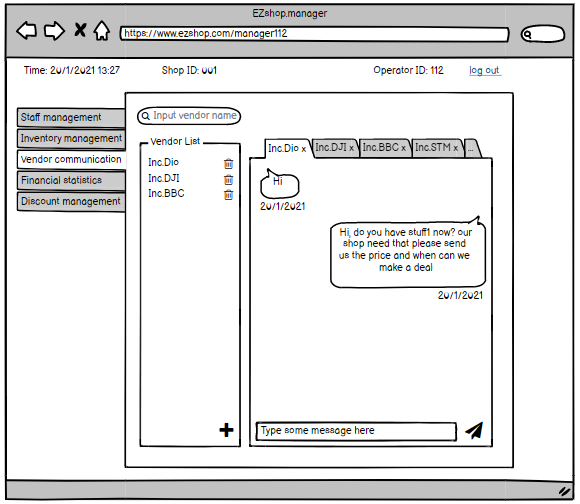 EZshop.manager
https://www.ezshop.com/manager112
Time: 20/1/2021 13:27
Shop ID: 001
Operator ID: 112
log out
Staff management
Inventory management
Vendor communication
Financial statistics
Discount management
Input vendor name
Vendor List
Inc.Dio
Inc.DJI
Inc.BBC
Inc.Dio x
Inc.DJI x
Inc.BBC x
Inc.STM x
...
Hi
20/1/2021
Hi, do you have stuff1 now? our
shop need that please send
us the price and when can we
make a deal
20/1/2021
Type some message here